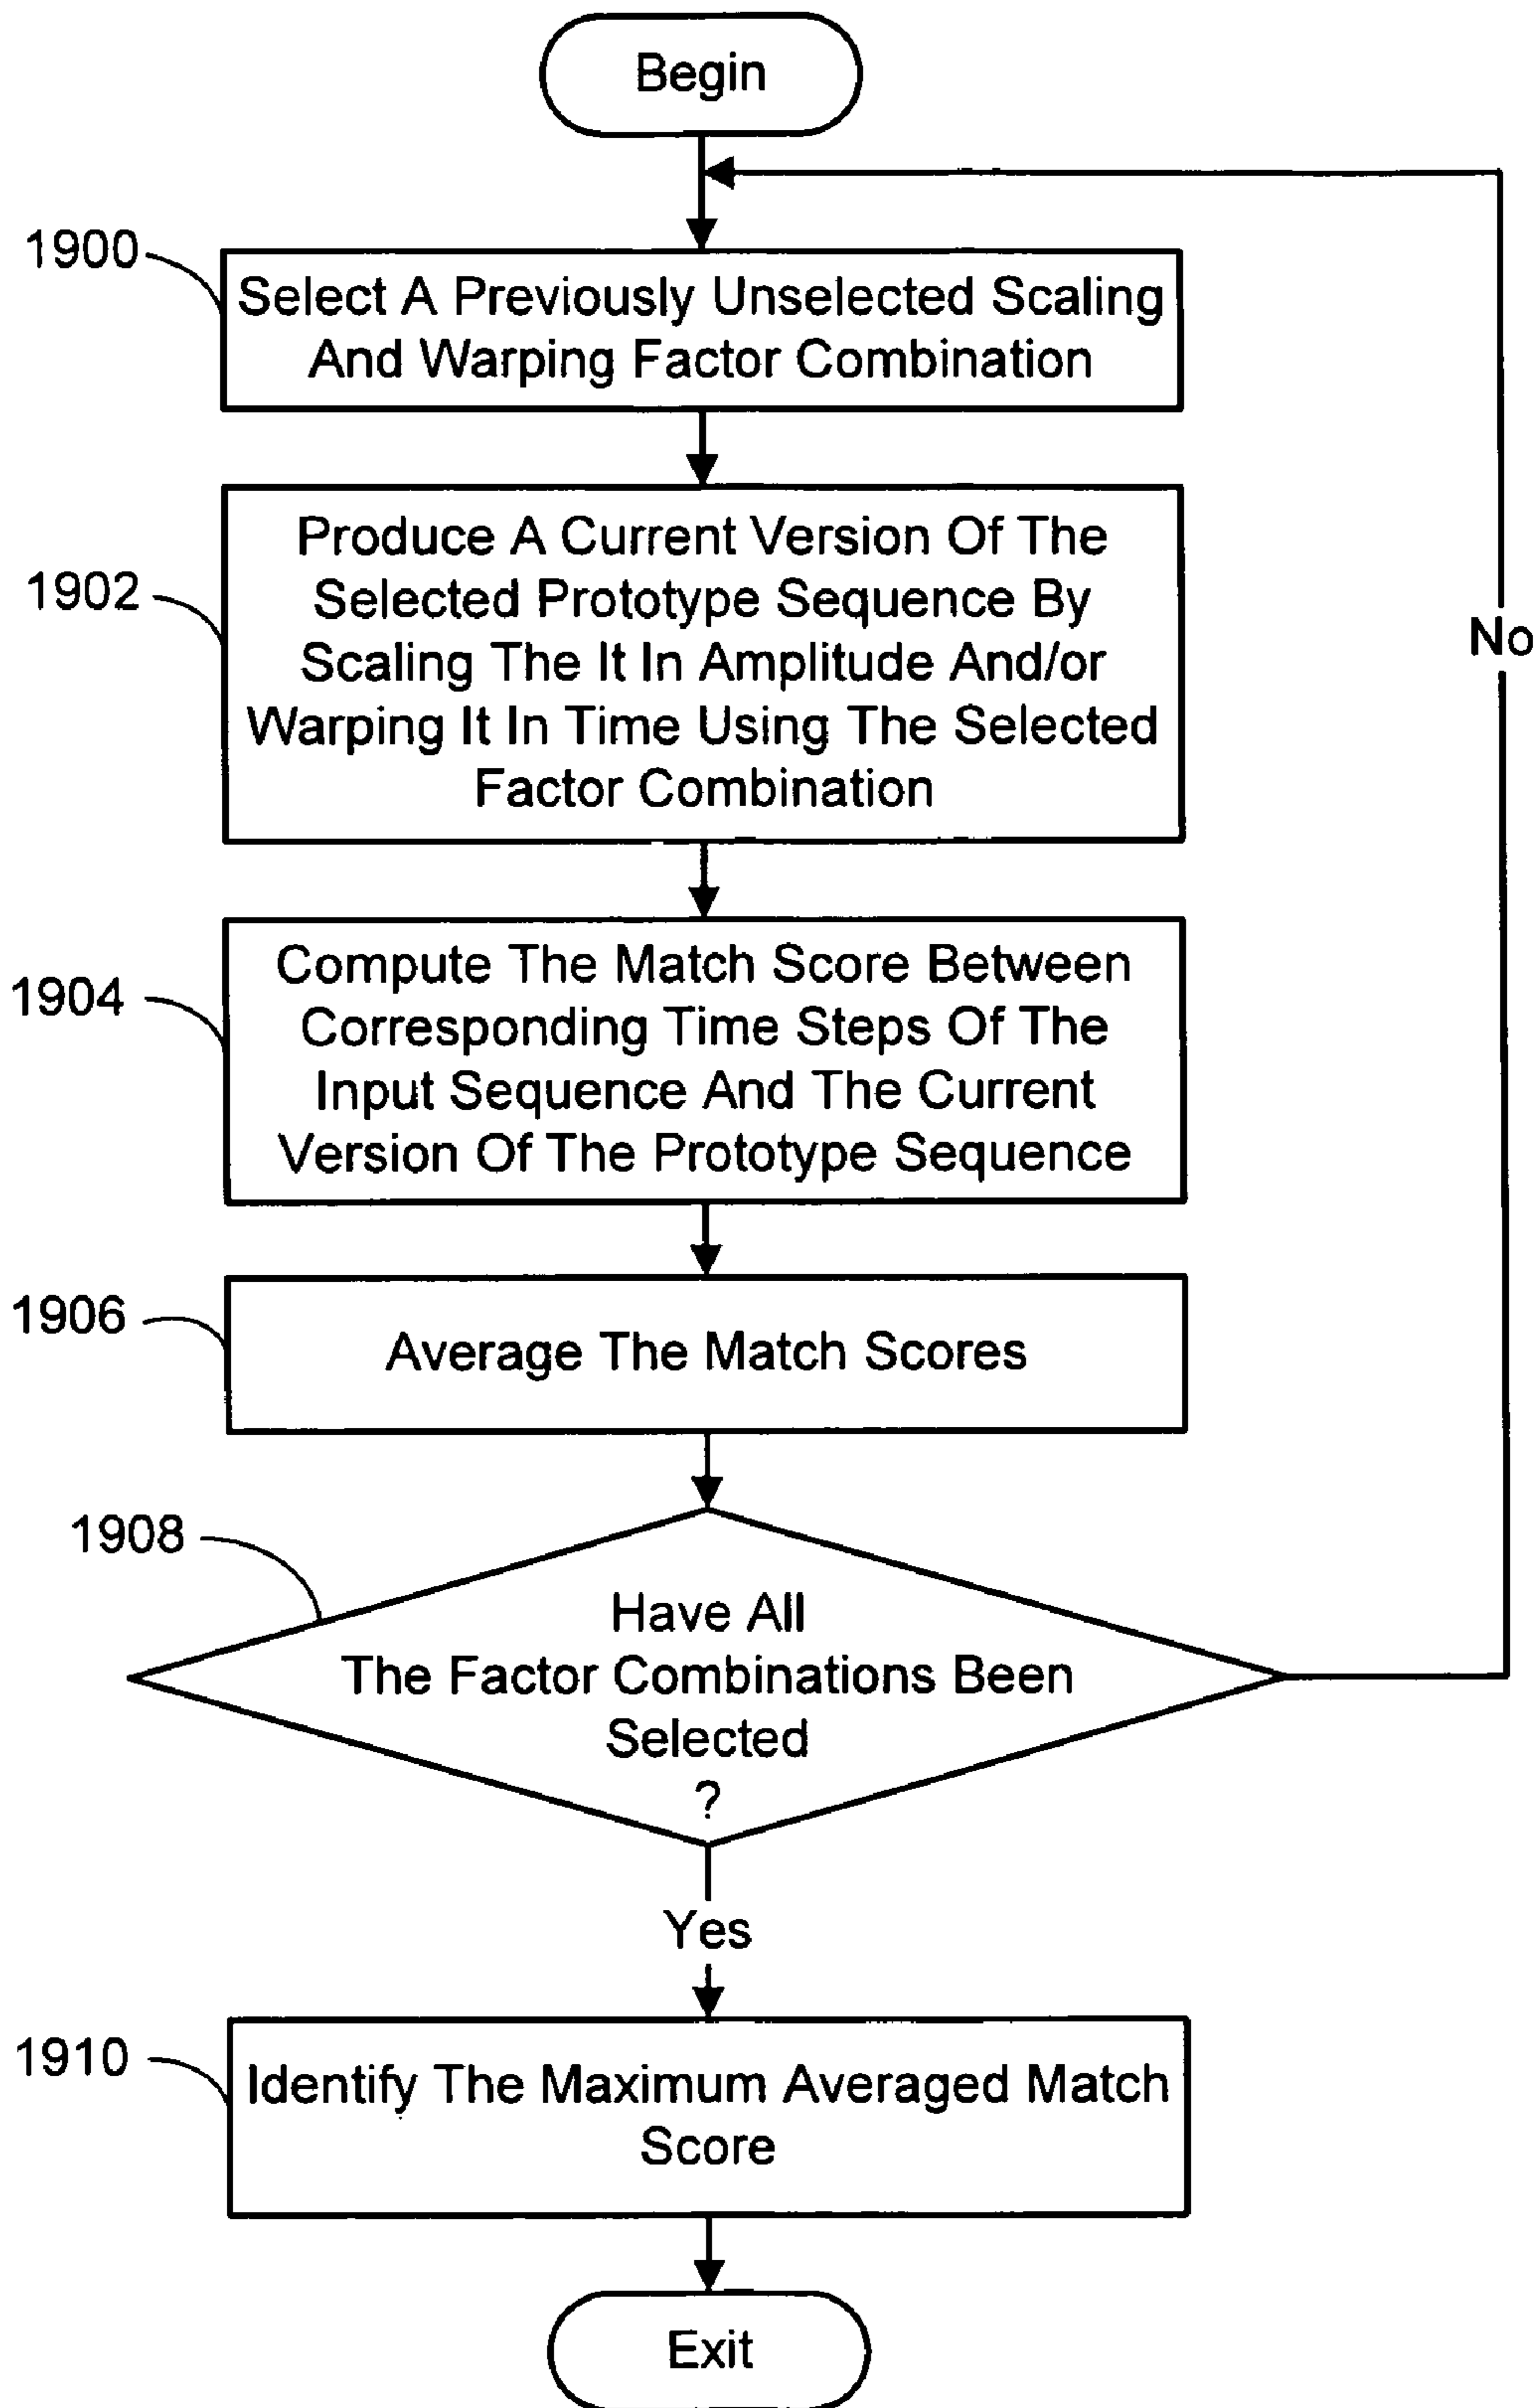 Begin
1900
Select A Previously Unselected Scaling
And Warping Factor Combination
1902
Produce A Current Version Of The
Selected Prototype Sequence By
Scaling The It In Amplitude And/or
Warping It In Time Using The Selected
Factor Combination
No
1904
Compute The Match Score Between
Corresponding Time Steps Of The
Input Sequence And The Current
Version Of The Prototype Sequence
1906
Average The Match Scores
1908
Have All
The Factor Combinations Been
Selected
?
Yes
1910
Identify The Maximum Averaged Match
Score
Exit